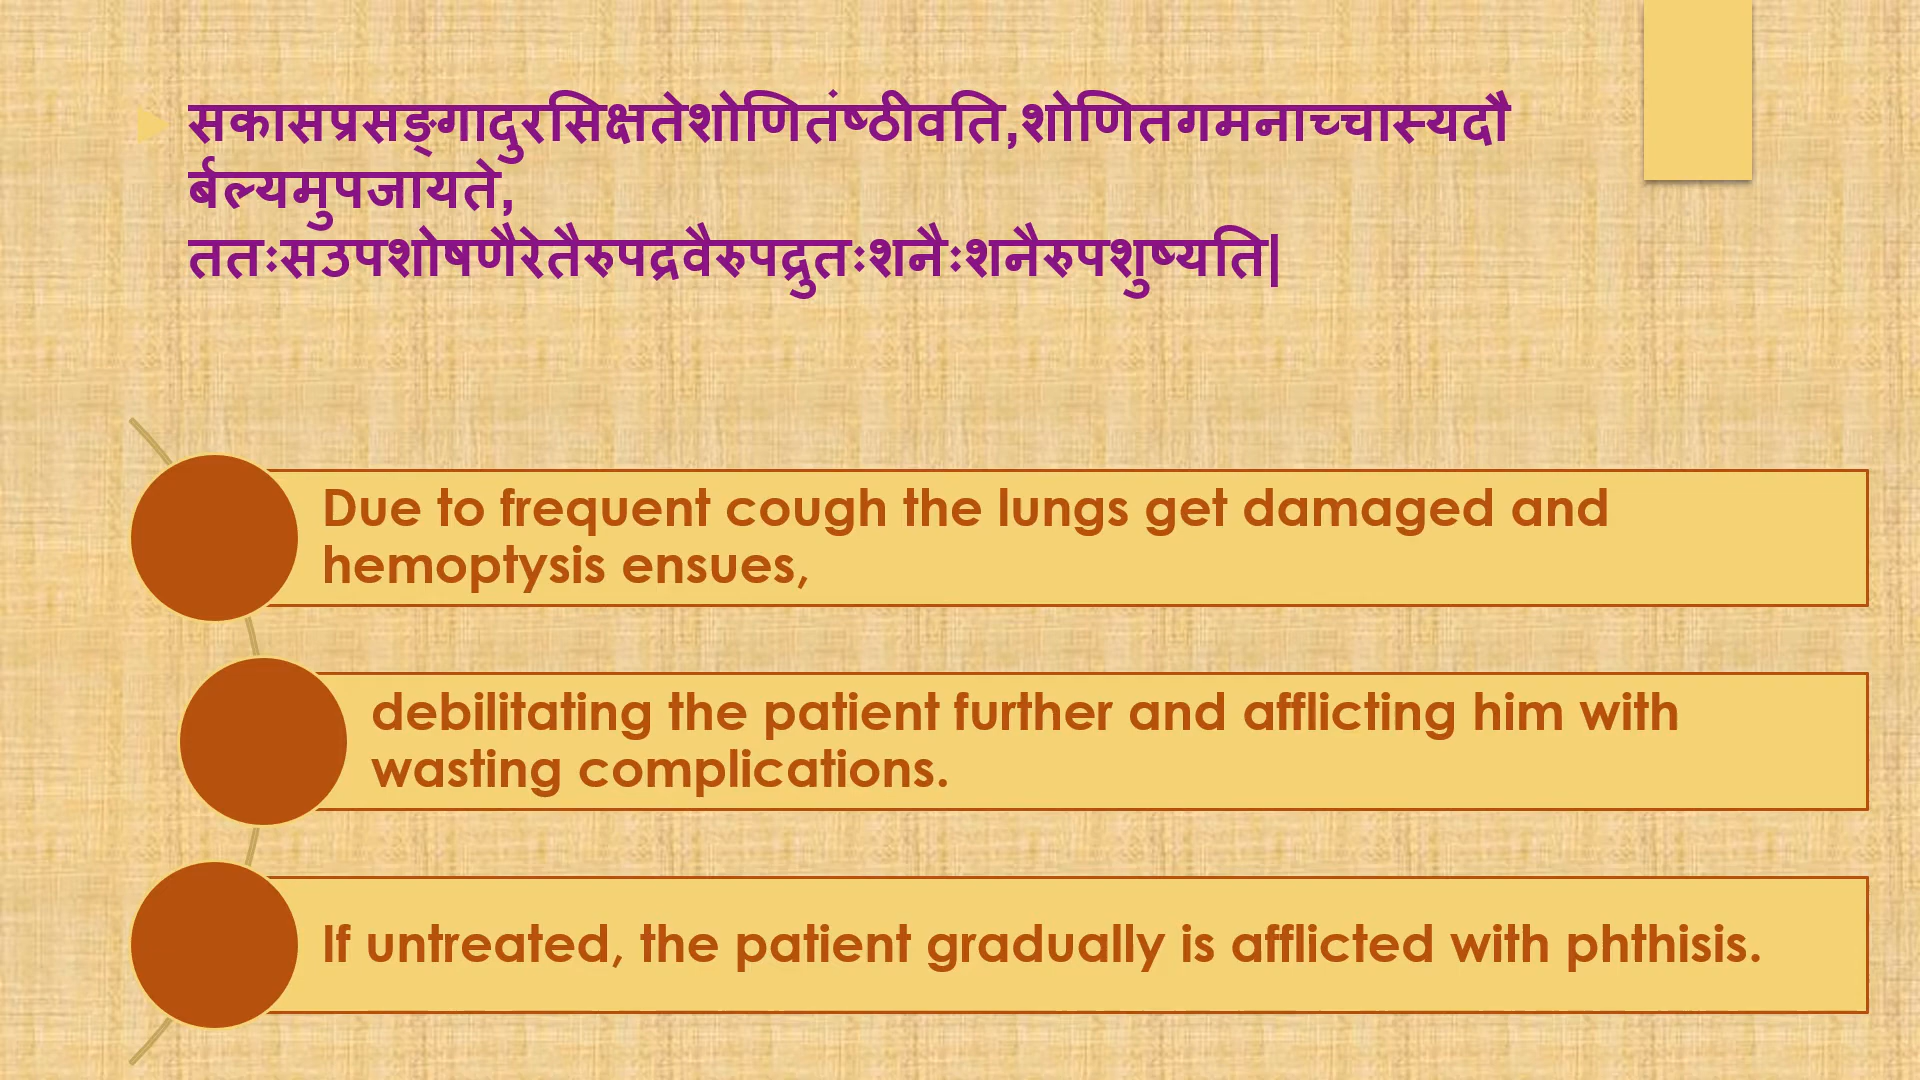 सकासप्रसङ्गादुरसिक्षतेशोणितंष्ठीवति,शोणितगमनाच्चास्यदौ
र्बल्यमुपजायते,
ततःसउपशोषणैरेतैरुपद्रवैरुपद्रुतःशनैःशनैरुपशुष्यति|
Due to frequent cough the lungs get damaged and
hemoptysis ensues,
debilitating the patient further and afflicting him with
wasting complications.
If untreated, the patient gradually is afflicted with phthisis.